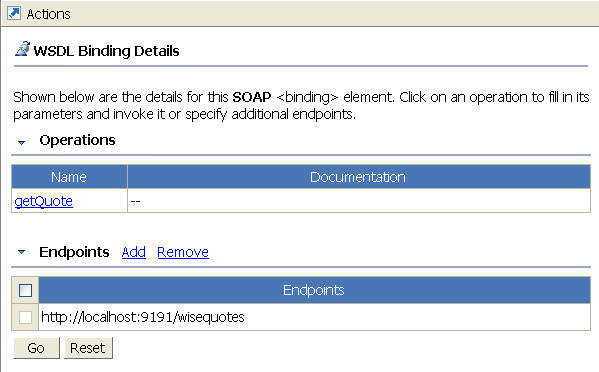 Actions
WSDL Binding Details
Shown below are the details for this SOAP <binding> element. Click on an operation to fill in its
parameters and invoke it or specify additional endpoints.
Operations
Name Documentation
getQuote --
Endpoints Add Remove
Endpoints
http://localhost:9191/wisequotes
Go Reset